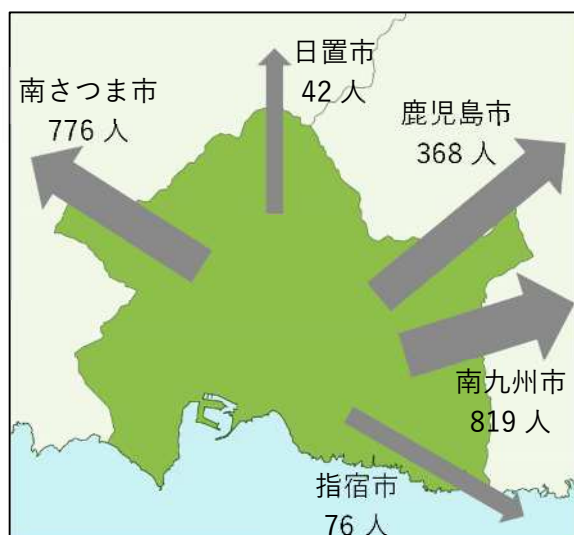 日置市
42 人
南さつま市
776 人
鹿児島市
368 人
南九州市
819 人
指宿市
76 人